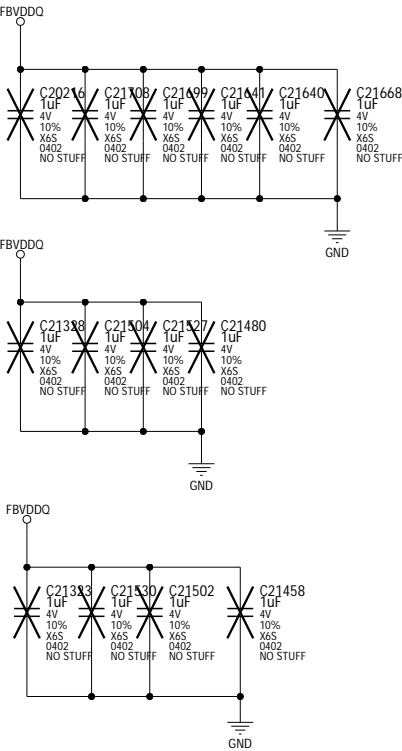 FBVDDQ
C20216 C21708 C21699 C21641 C21640 C21668
1uF 1uF 1uF 1uF 1uF 1uF
4V 4V 4V 4V 4V 4V
10% 10% 10% 10% 10% 10%
X6S X6S X6S X6S X6S X6S
0402 0402 0402 0402 0402 0402
NO STUFF NO STUFF NO STUFF NO STUFF NO STUFF NO STUFF
GND
FBVDDQ
C21328 C21504 C21527 C21480
1uF 1uF 1uF 1uF
4V 4V 4V 4V
10% 10% 10% 10%
X6S X6S X6S X6S
0402 0402 0402 0402
NO STUFF NO STUFF NO STUFF NO STUFF
GND
FBVDDQ
C21323 C21530 C21502 C21458
1uF 1uF 1uF 1uF
4V 4V 4V 4V
10% 10% 10% 10%
X6S X6S X6S X6S
0402 0402 0402 0402
NO STUFF NO STUFF NO STUFF NO STUFF
GND